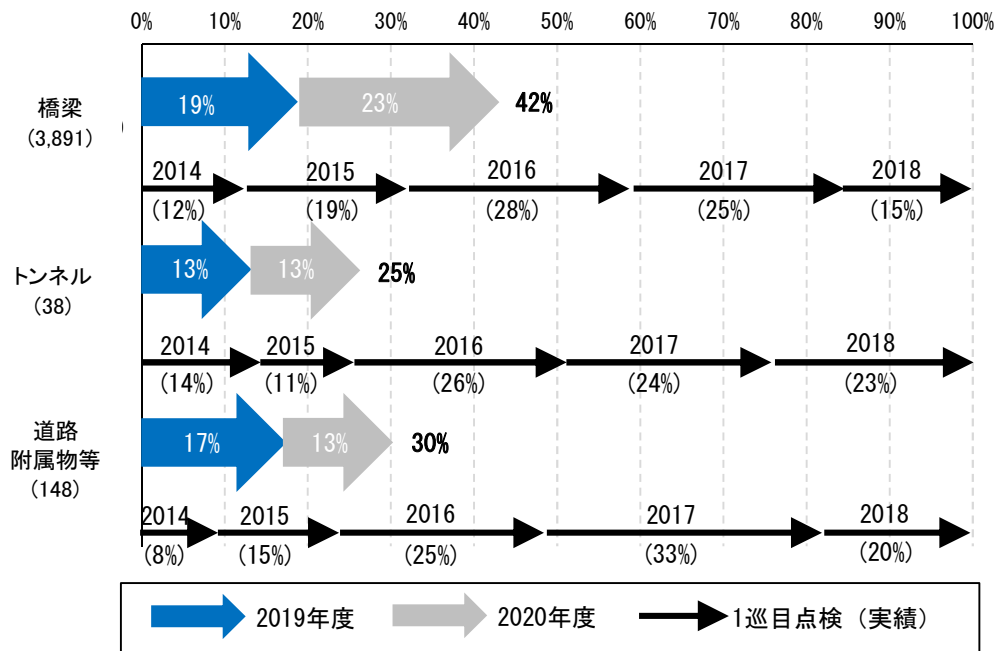 0% 10% 20% 30% 40% 50% 60% 70% 80% 90% 100%
橋梁
(3,891)
)
19% 23% 42%
2014 2015 2016 2017 2018
(12%) (19%) (28%) (25%) (15%)
トンネル
(38)
13% 13% 25%
2014 2015 2016 2017 2018
(14%) (11%) (26%) (24%) (23%)
道路
附属物等
(148)
17% 13% 30%
2014 2015 2016 2017 2018
(8%) (15%) (25%) (33%) (20%)
2019年度 2020年度 1巡目点検（実績）